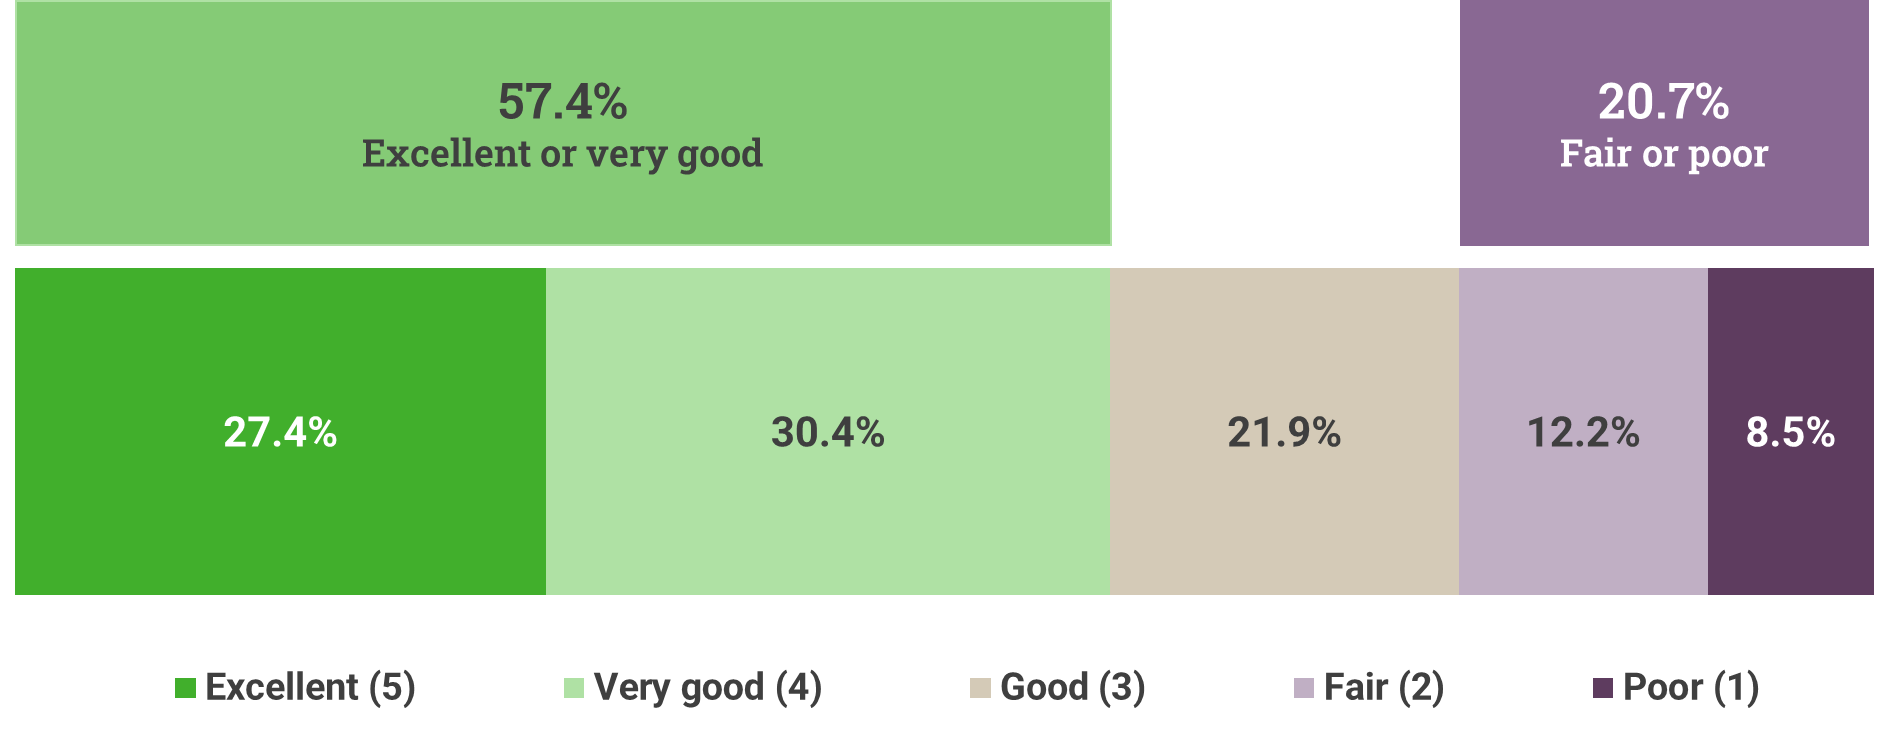 57.4%
Excellent or very good
20.7%
Fair or poor
27.4%
30.4%
21.9%
12.2%
8.5%
Excellent (5)
Very good (4)
Good (3)
Fair (2)
Poor (1)